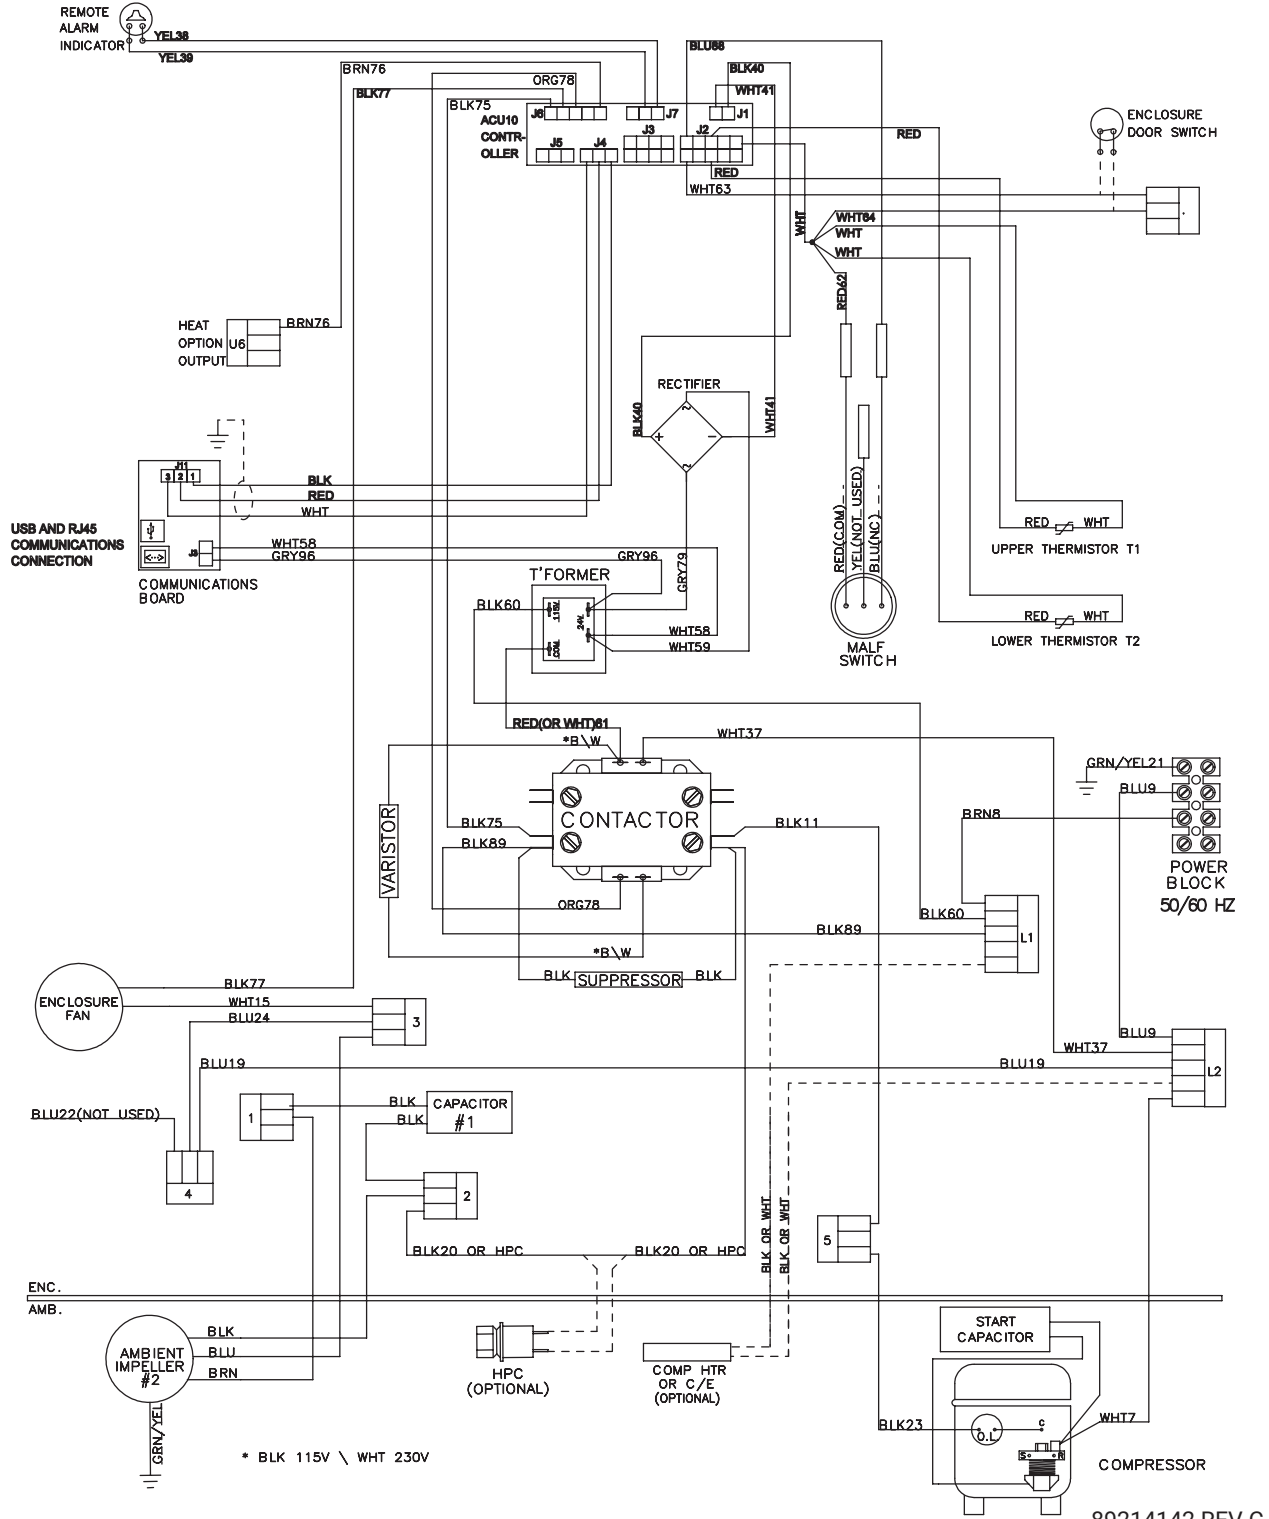 REMOTE
ALARM
INDICATOR
YEL38
YEL39
BRN76
ORG78
BLK77
BLK75
J6
J7
J1
ACU10
CONTR-
OLLER
J5
J4
J3
J2
BLU88
BLK40
WHT41
RED
RED
WHT63
ENCLOSURE
DOOR SWITCH
WHT
WHT64
WHT
WHT
RED62
HEAT
OPTION
OUTPUT
U6
BRN76
RECTIFIER
~
+
-
~
BLK40
WHT41
J11
3 2 1
BLK
RED
WHT
USB AND RJ45
COMMUNICATIONS
CONNECTION
J3
WHT58
GRY96
GRY96
GRY79
COMMUNICATIONS
BOARD
T'FORMER
BLK60
115V.
24V.
COM.
WHT58
WHT59
RED(COM)
YEL(NOT USED)
BLU(NC)
MALF
SWITCH
RED WHT
UPPER THERMISTOR T1
RED WHT
LOWER THERMISTOR T2
RED(OR WHT)61
*B\W
WHT37
GRN/YEL21
BLU9
BRN8
POWER
BLOCK
50/60 HZ
VARISTOR
CONTACTOR
BLK75
BLK89
BLK11
ORG78
BLK60
BLK89
L1
*B\W
BLK SUPPRESSOR BLK
ENCLOSURE
FAN
BLK77
WHT15
BLU24
3
BLU9
WHT37
BLU19
BLU19
L2
BLU22(NOT USED)
1
BLK
BLK
CAPACITOR
#1
4
2
BLK20 OR HPC
BLK20 OR HPC
BLK OR WHT
BLK OR WHT
5
ENC.
AMB.
AMBIENT
IMPELLER
#2
BLK
BLU
BRN
GRN/YEL
HPC
(OPTIONAL)
COMP HTR
OR C/E
(OPTIONAL)
START
CAPACITOR
BLK23
O.L.
C
S
R
WHT7
COMPRESSOR
* BLK 115V \ WHT 230V